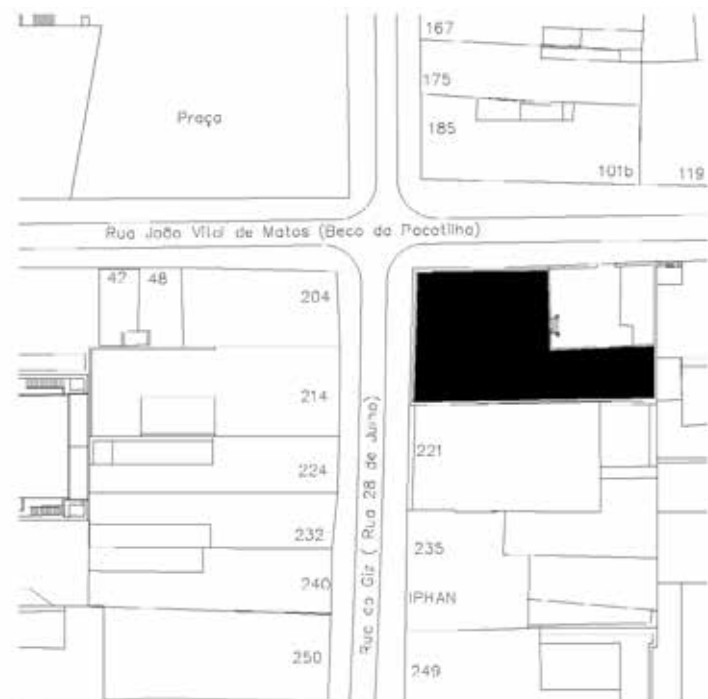 167
175
Praça
185
101b 119
Rua João Vital de Matos (Beco da Pacotilha)
42 48
204
214
221
224
232
235
240
IPHAN
250
249
Rua do Giz ( Rua 28 de Julho)